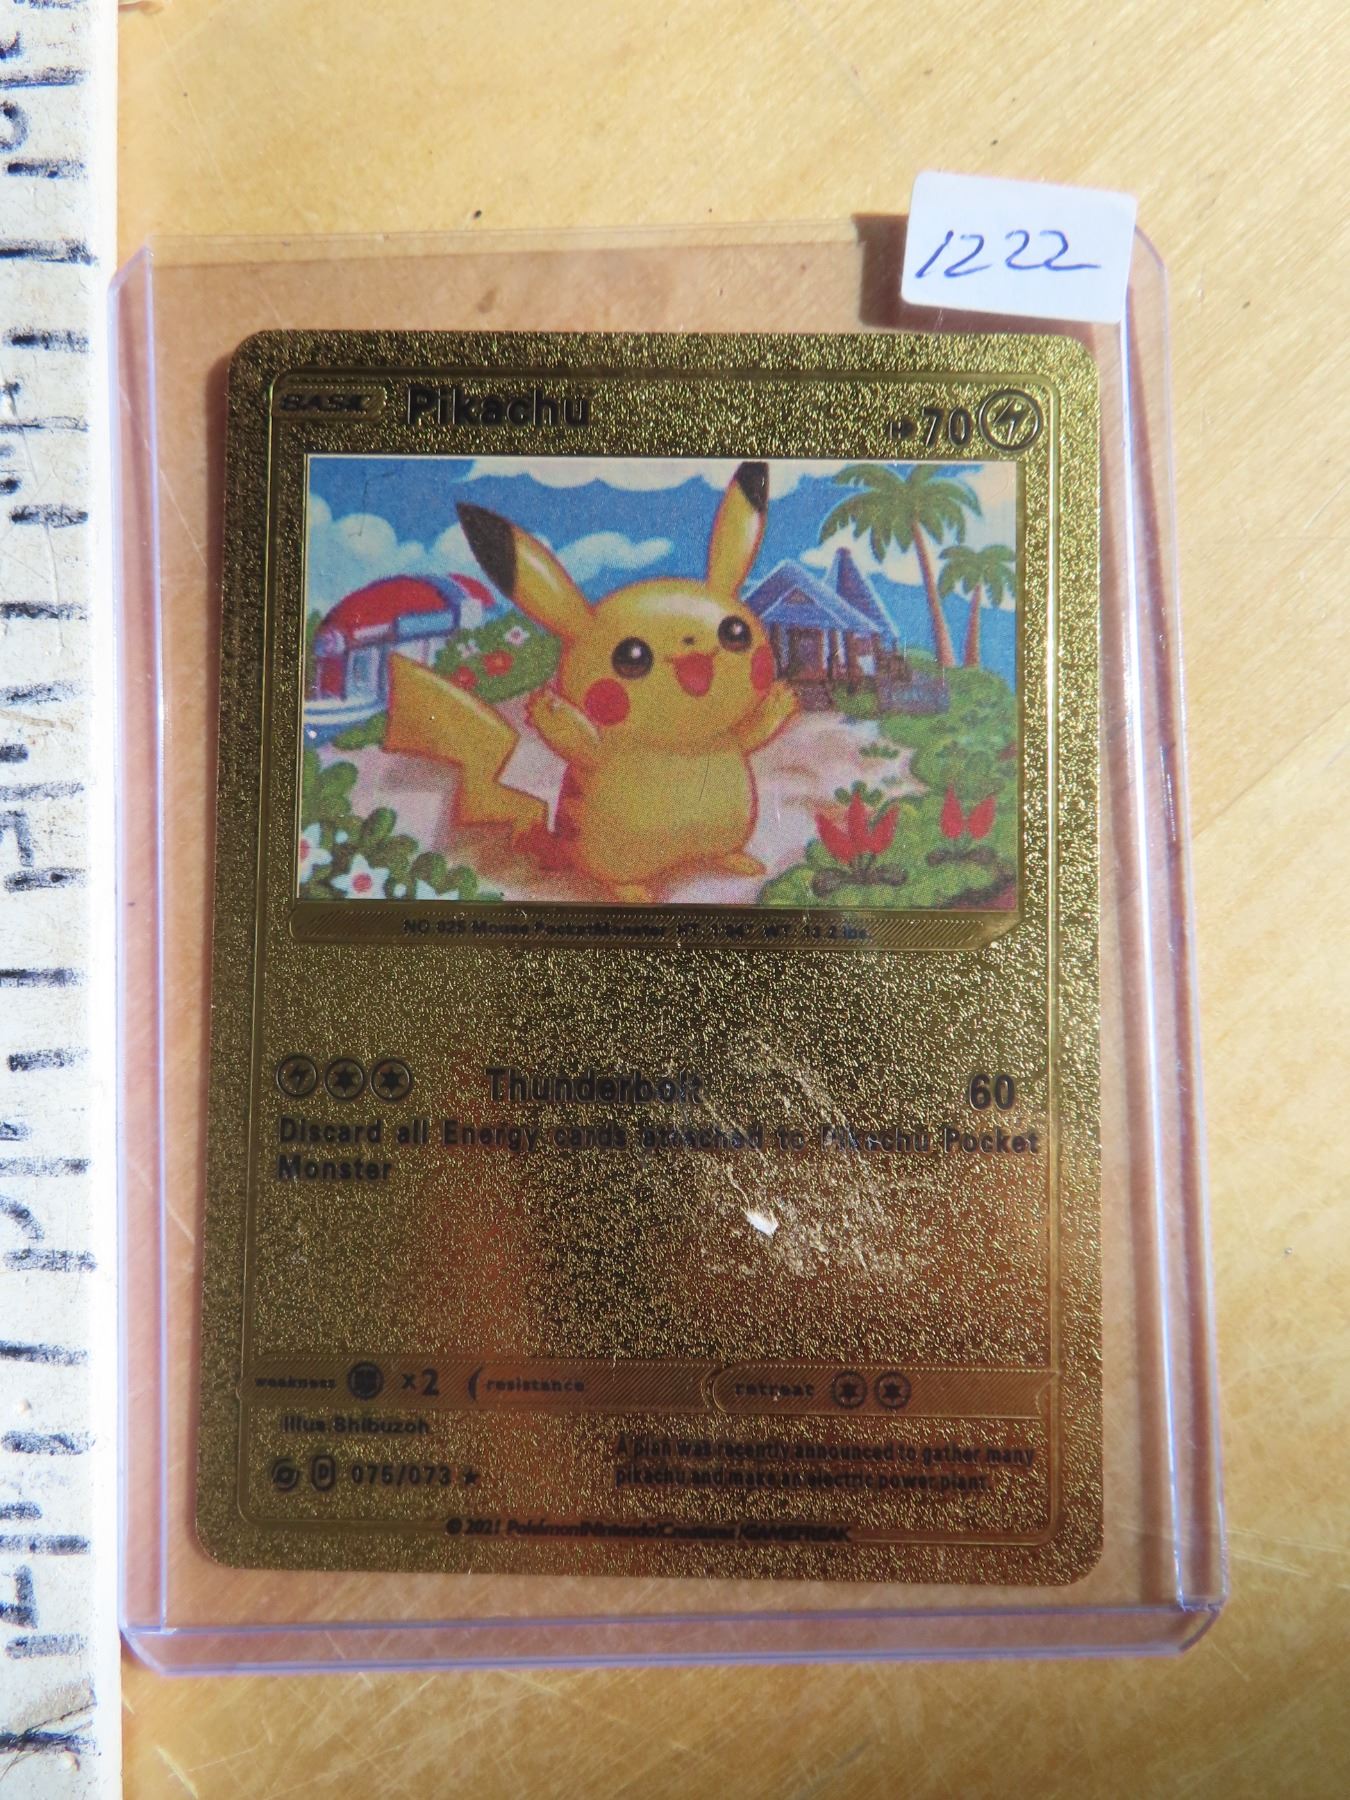 1222
BASIC Pikachu HP 70
NO 025 Mouse PocketMonster HT. 1'04" WT. 13.2 lbs.
Thunderbolt 60
Discard all Energy cards attached to Pikachu Pocket
Monster
weakness ×2 resistance retreat
Illus Shibuzoh
A plan was recently announced to gather many
pikachu and make an electric power plant.
D 075/073 ★
© 2021 Pokémon/Nintendo/Creatures /GAMEFREAK